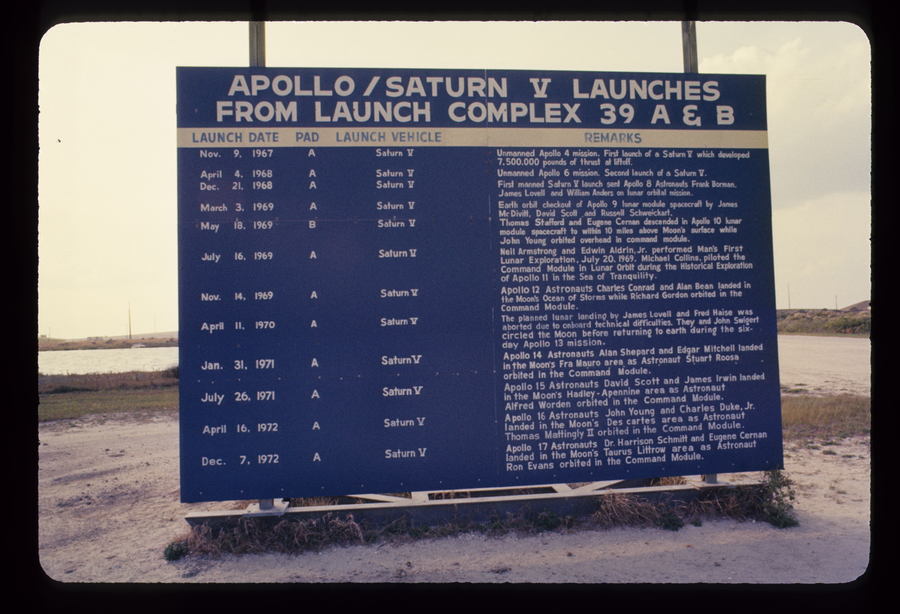 APOLLO / SATURN V LAUNCHES
FROM LAUNCH COMPLEX 39 A & B
LAUNCH DATE PAD LAUNCH VEHICLE REMARKS
Nov. 9, 1967 A Saturn V Unmanned Apollo 4 mission. First launch of a Saturn V which developed
7,500,000 pounds of thrust at liftoff.
April 4, 1968 A Saturn V Unmanned Apollo 6 mission. Second launch of a Saturn V.
Dec. 21, 1968 A Saturn V First manned Saturn V launch sent Apollo 8 Astronauts Frank Borman,
James Lovell and William Anders on lunar orbital mission.
March 3, 1969 A Saturn V Earth orbit checkout of Apollo 9 lunar module spacecraft by James
McDivitt, David Scott and Russell Schweickart.
May 18, 1969 B Saturn V Thomas Stafford and Eugene Cernan descended in Apollo 10 lunar
module spacecraft to within 10 miles above Moon's surface while
John Young orbited overhead in command module.
July 16, 1969 A Saturn V Neil Armstrong and Edwin Aldrin, Jr. performed Man's First
Lunar Exploration, July 20, 1969. Michael Collins, piloted the
Command Module in Lunar Orbit during the Historical Exploration
of Apollo 11 in the Sea of Tranquility.
Nov. 14, 1969 A Saturn V Apollo 12 Astronauts Charles Conrad and Alan Bean landed in
the Moon's Ocean of Storms while Richard Gordon orbited in the
Command Module.
April 11, 1970 A Saturn V The planned lunar landing by James Lovell and Fred Haise was
aborted due to onboard technical difficulties. They and John Swigert
circled the Moon before returning to earth during the six-
day Apollo 13 mission.
Jan. 31, 1971 A Saturn V Apollo 14 Astronauts Alan Shepard and Edgar Mitchell landed
in the Moon's Fra Mauro area as Astronaut Stuart Roosa
orbited in the Command Module.
July 26, 1971 A Saturn V Apollo 15 Astronauts David Scott and James Irwin landed
in the Moon's Hadley-Apennine area as Astronaut
Alfred Worden orbited in the Command Module.
April 16, 1972 A Saturn V Apollo 16 Astronauts John Young and Charles Duke, Jr.
landed in the Moon's Des cartes area as Astronaut
Thomas Mattingly II orbited in the Command Module.
Dec. 7, 1972 A Saturn V Apollo 17 Astronauts Dr. Harrison Schmitt and Eugene Cernan
landed in the Moon's Taurus Littrow area as Astronaut
Ron Evans orbited in the Command Module.